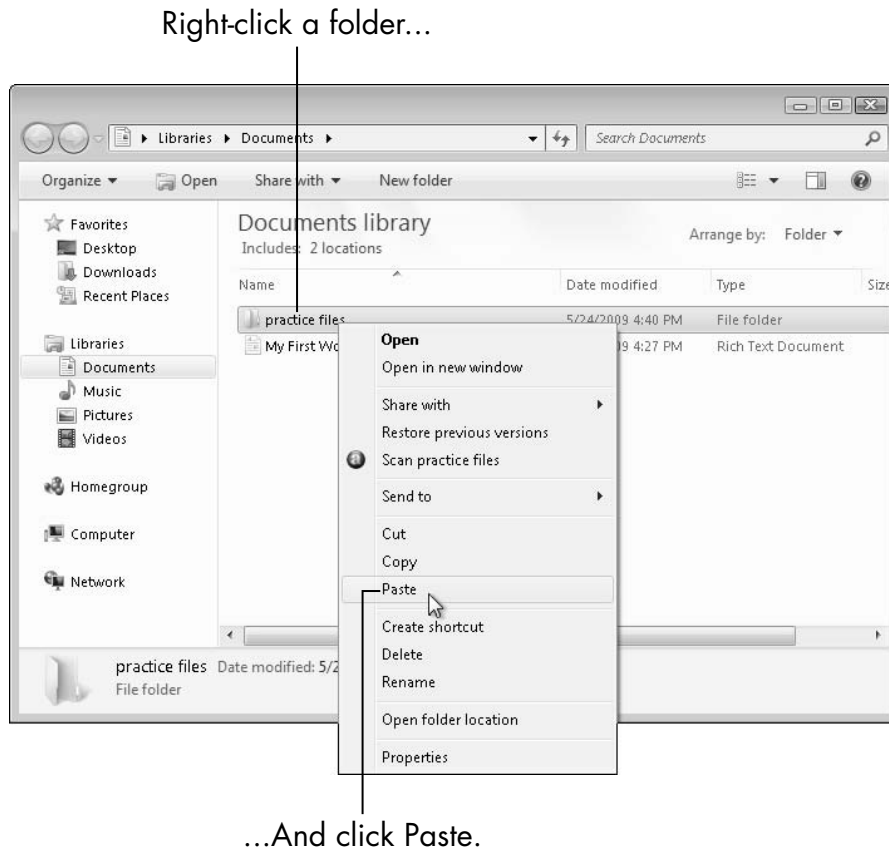 Right-click a folder...
Libraries Documents
Search Documents
Organize Open Share with New folder
Favorites
Desktop
Downloads
Recent Places
Libraries
Documents
Music
Pictures
Videos
Homegroup
Computer
Network
Documents library
Includes: 2 locations
Arrange by: Folder
Name Date modified Type Size
practice files 5/24/2009 4:40 PM File folder
My First Wo 09 4:27 PM Rich Text Document
Open
Open in new window
Share with
Restore previous versions
a Scan practice files
Send to
Cut
Copy
Paste
Create shortcut
Delete
Rename
Open folder location
Properties
practice files Date modified: 5/2
File folder
...And click Paste.